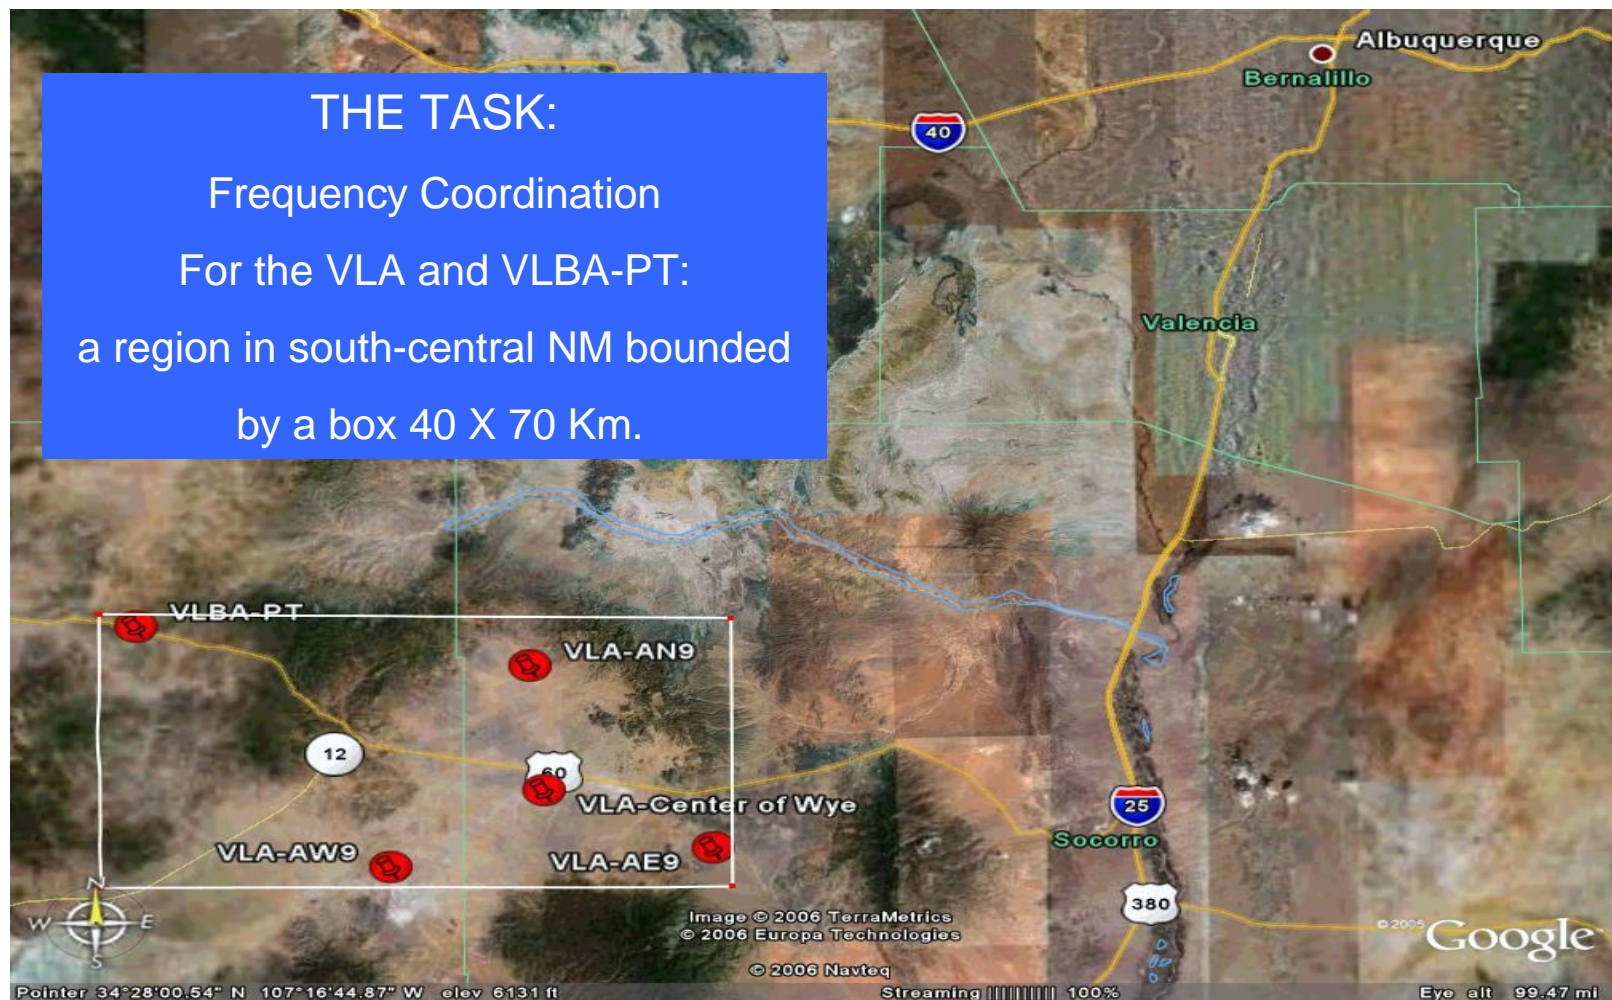 THE TASK:
Frequency Coordination
For the VLA and VLBA-PT:
a region in south-central NM bounded
by a box 40 X 70 Km.
Albuquerque
Bernalillo
40
Valencia
VLBA-PT
VLA-AN9
12
60
VLA-Center of Wye
25
Socorro
VLA-AW9
VLA-AE9
380
N
W E
S
Image © 2006 TerraMetrics
© 2006 Europa Technologies
© 2006 Navteq
© 2005 Google
Pointer 34°28'00.54" N 107°16'44.87" W elev 6131 ft
Streaming |||||||||| 100%
Eye alt 99.47 mi